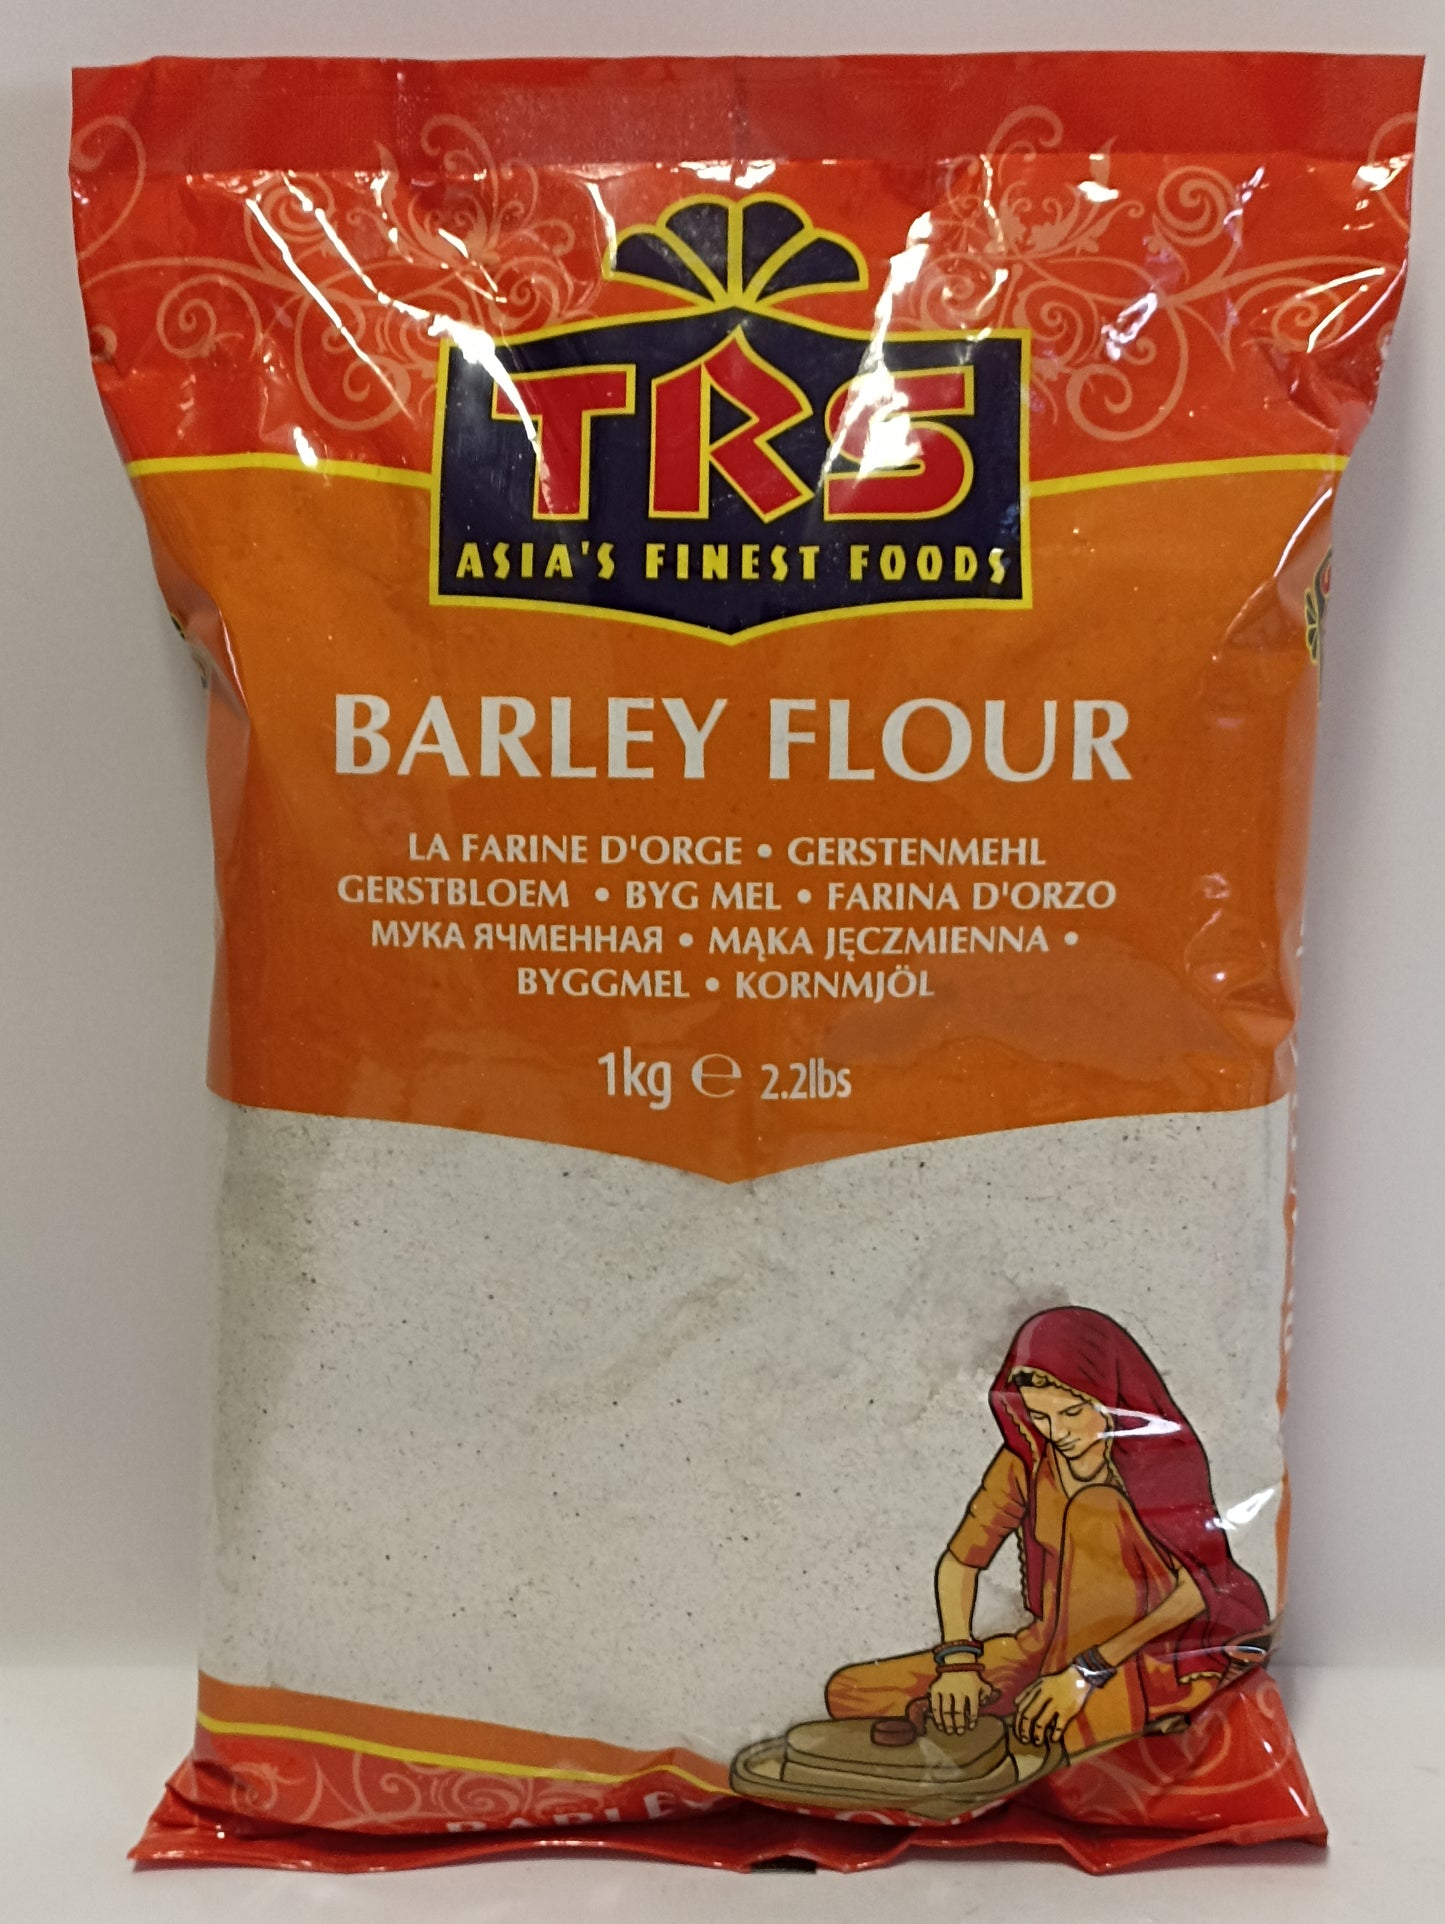 TRS
ASIA'S FINEST FOODS
BARLEY FLOUR
LA FARINE D'ORGE • GERSTENMEHL
GERSTBLOEM • BYG MEL • FARINA D'ORZO
МУКА ЯЧМЕННАЯ • MĄKA JĘCZMIENNA •
BYGGMEL • KORNMJÖL
1kg ℮ 2.2lbs
BARLEY